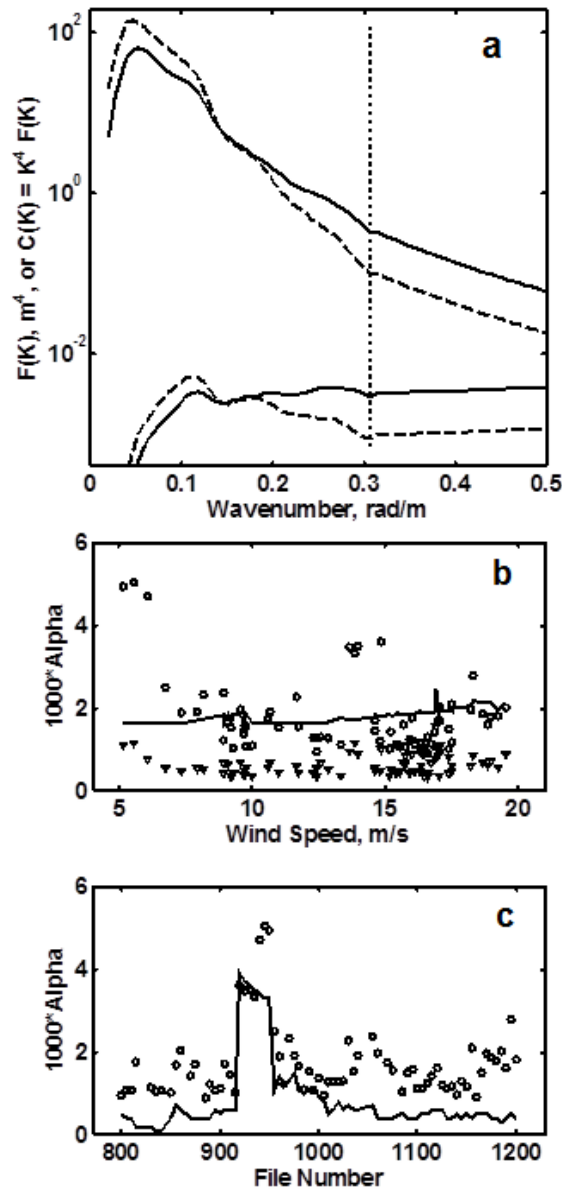 a
10²
10⁰
10⁻²
F(K), m⁴, or C(K) = K⁴ F(K)
0 0.1 0.2 0.3 0.4 0.5
Wavenumber, rad/m
b
6
4
2
0
1000*Alpha
5 10 15 20
Wind Speed, m/s
c
6
4
2
0
1000*Alpha
800 900 1000 1100 1200
File Number